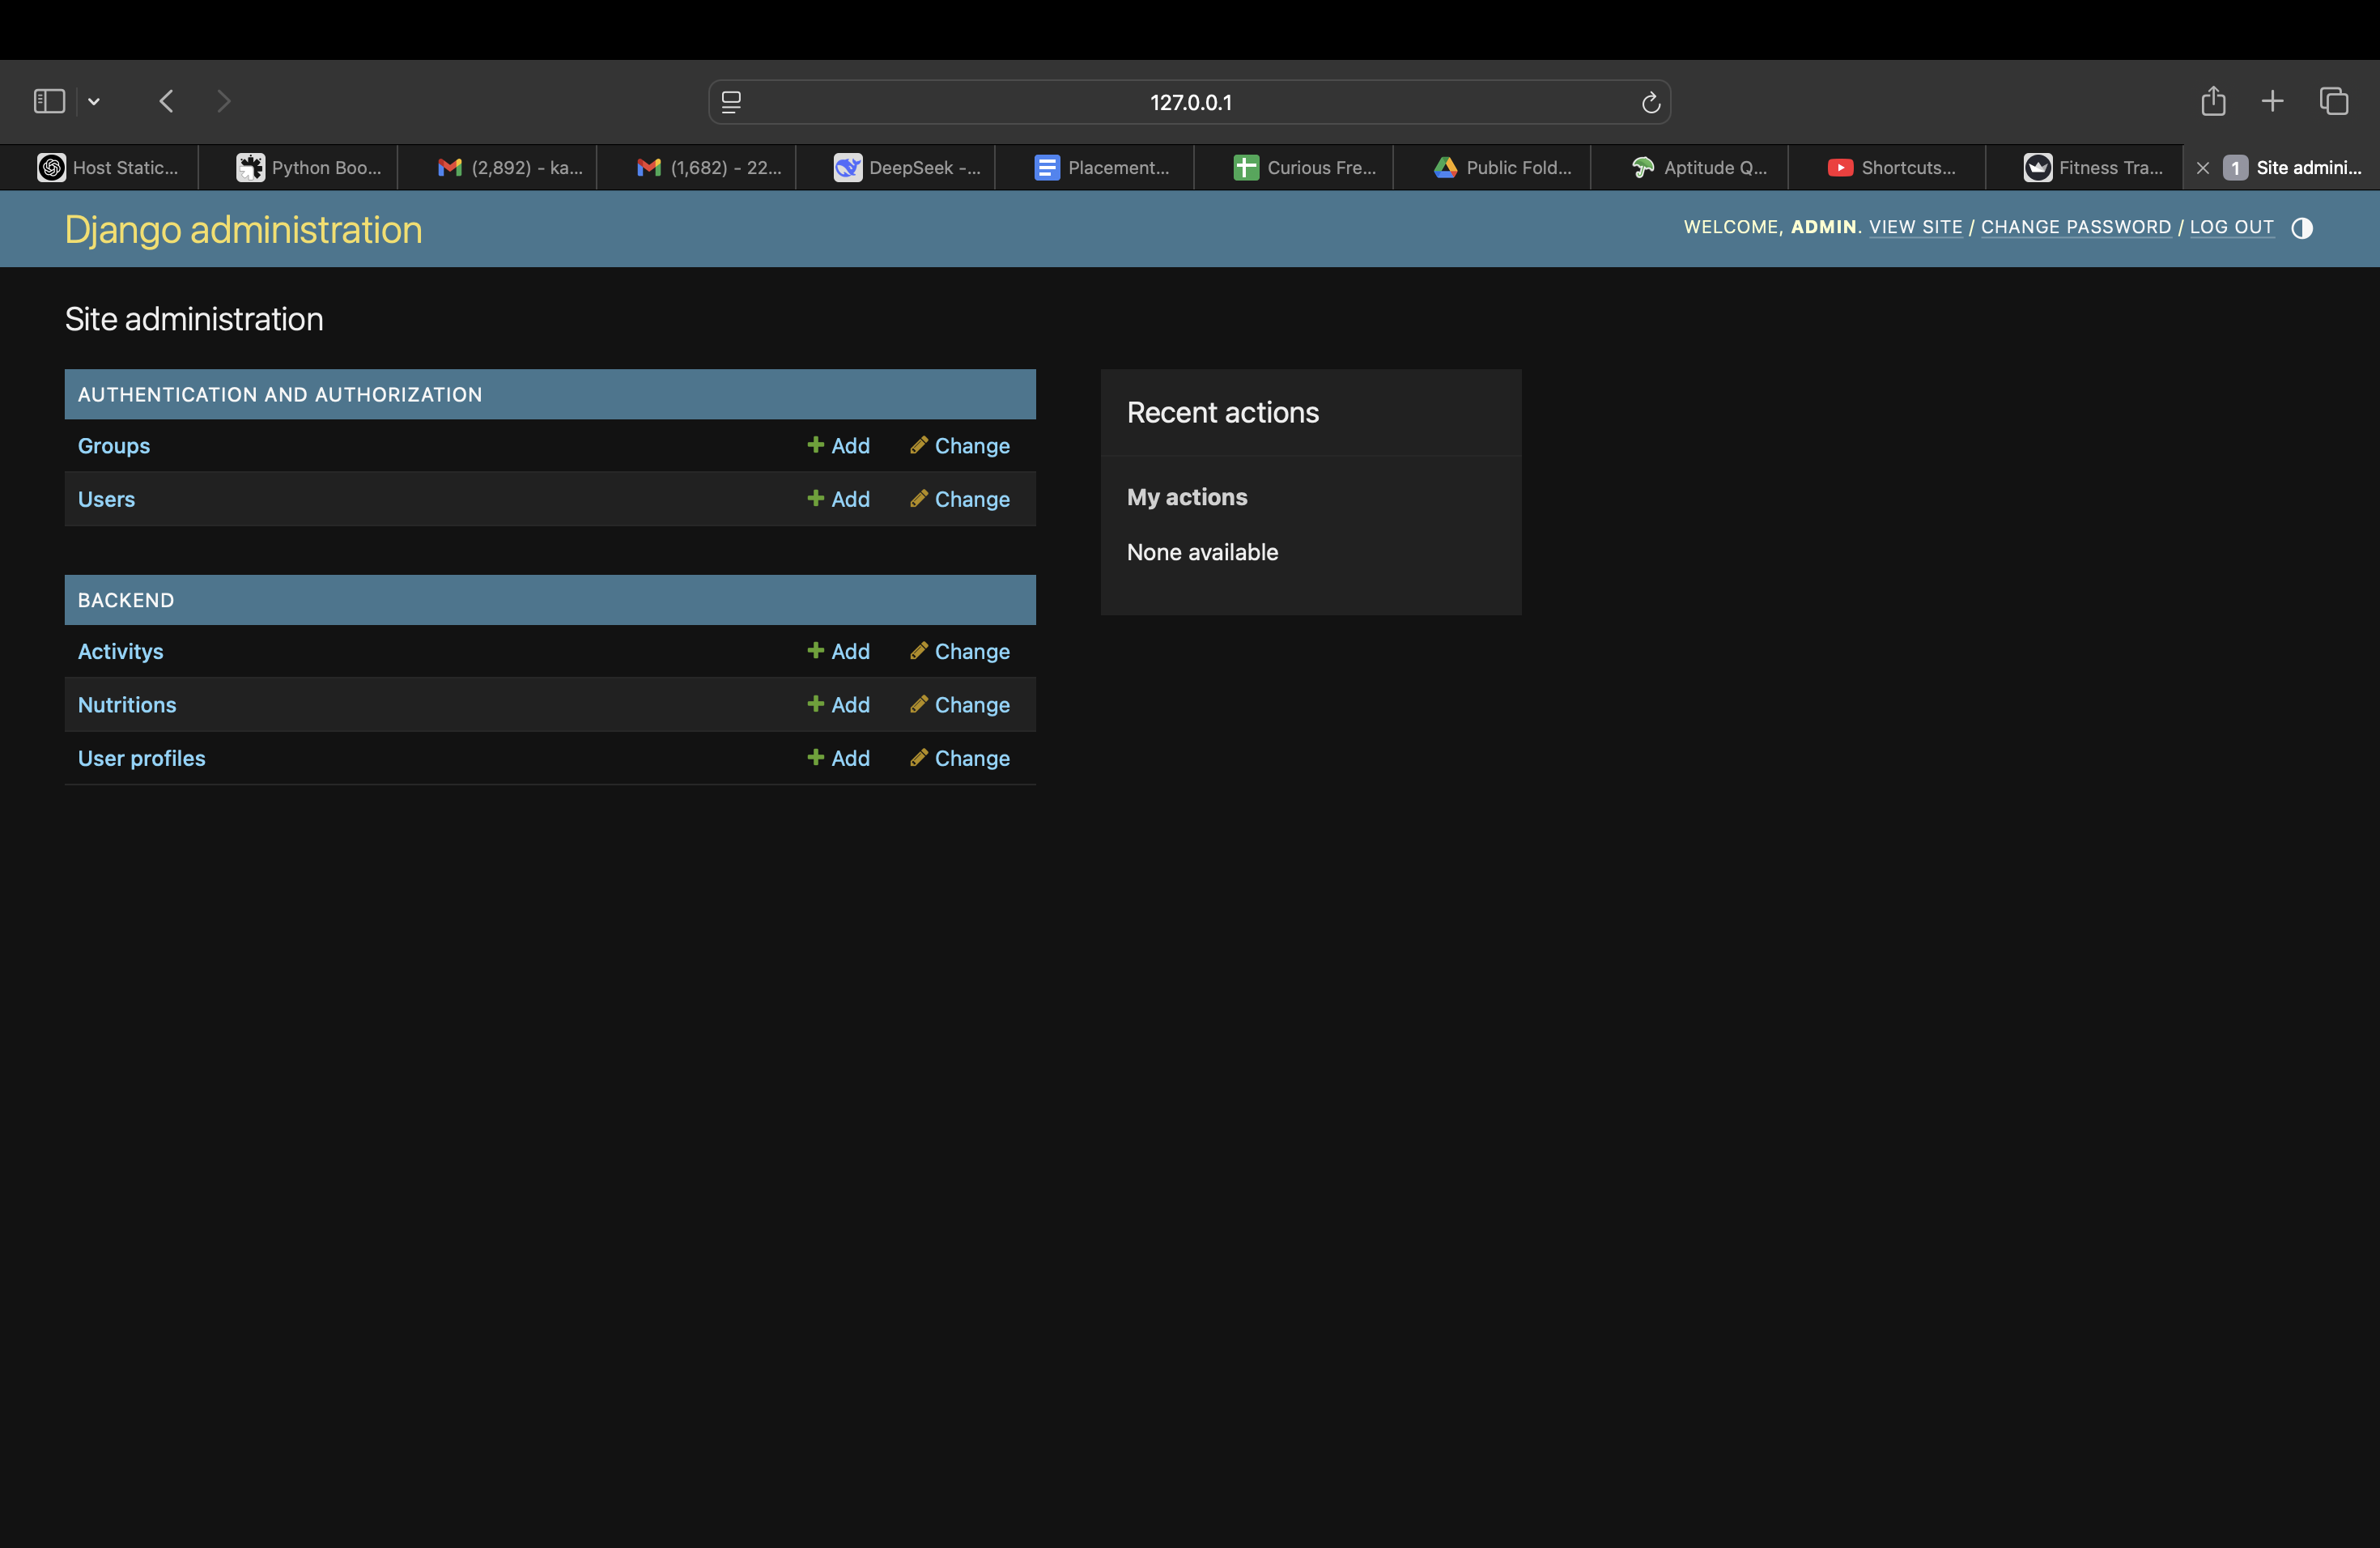 127.0.0.1
Host Static...
Python Boo...
(2,892) - ka...
(1,682) - 22...
DeepSeek -...
Placement...
Curious Fre...
Public Fold...
Aptitude Q...
Shortcuts...
Fitness Tra...
1 Site admini...
Django administration
WELCOME, ADMIN. VIEW SITE / CHANGE PASSWORD / LOG OUT
Site administration
AUTHENTICATION AND AUTHORIZATION
Groups Add Change
Users Add Change
BACKEND
Activitys Add Change
Nutritions Add Change
User profiles Add Change
Recent actions
My actions
None available